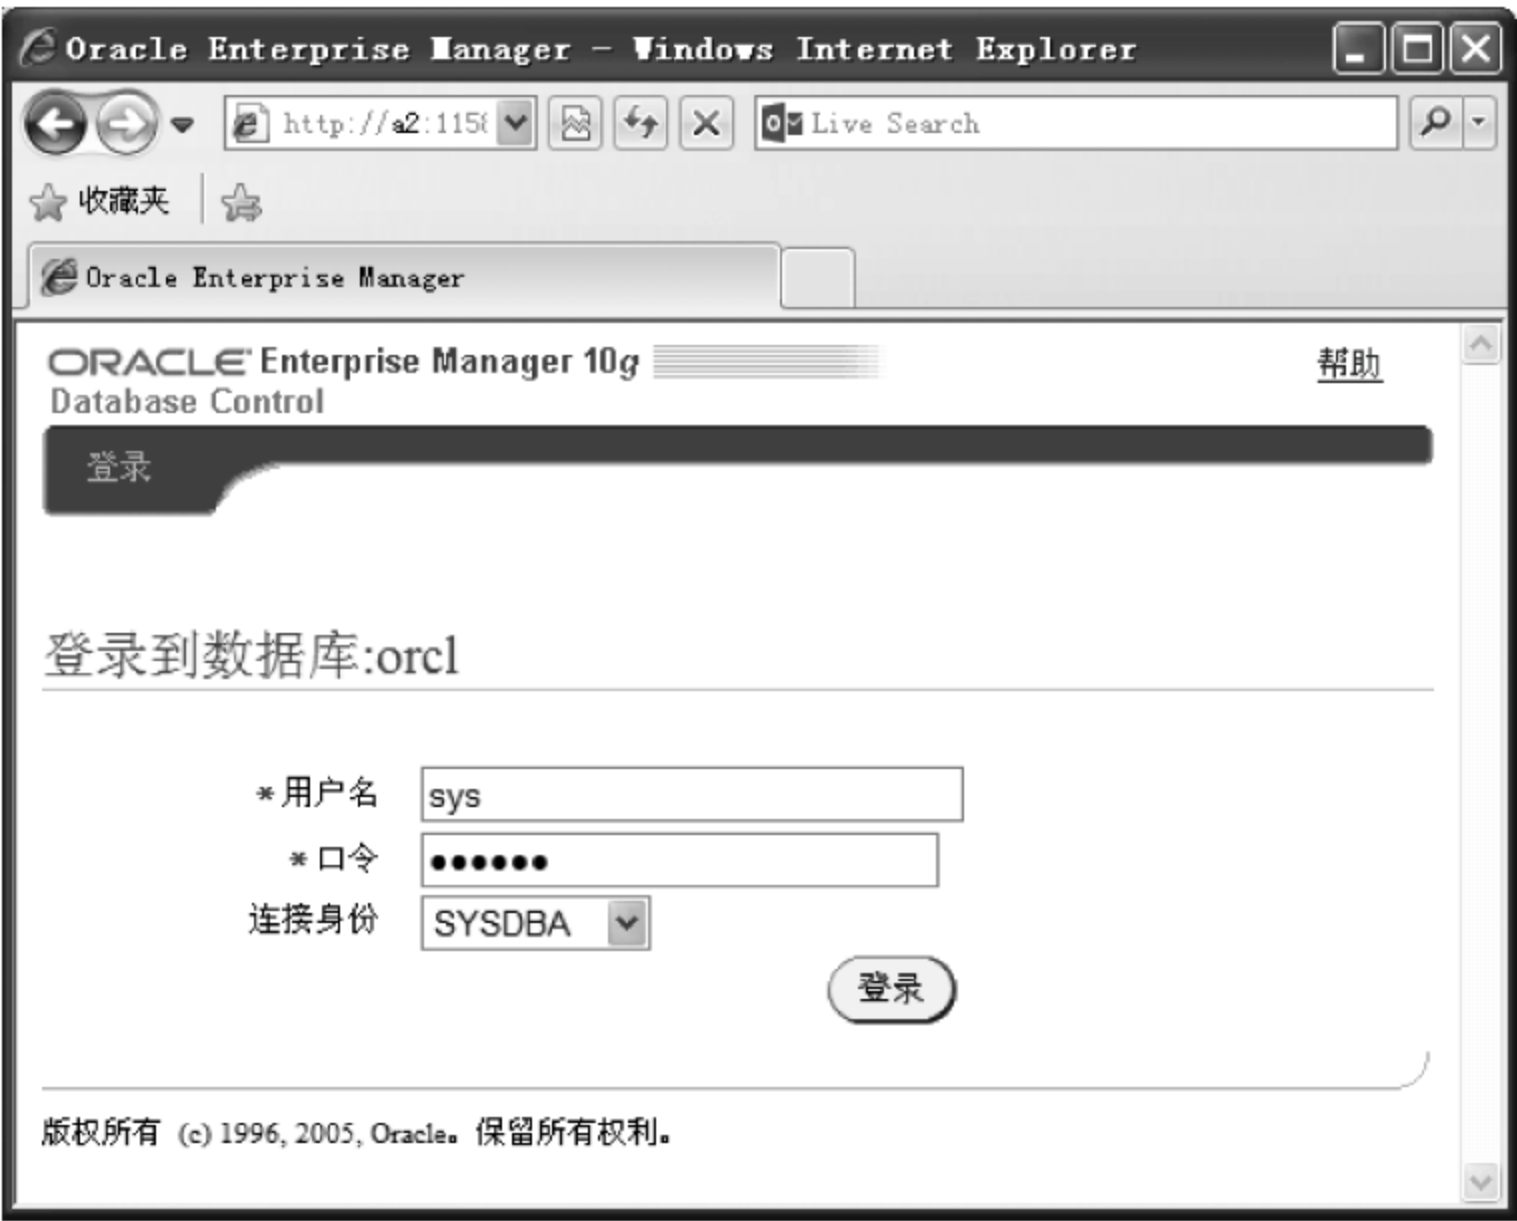 Oracle Enterprise Manager - Windows Internet Explorer
http://a2:1158
Live Search
收藏夹
Oracle Enterprise Manager
ORACLE Enterprise Manager 10g
帮助
Database Control
登录
登录到数据库:orcl
*用户名 sys
*口令 ●●●●●●
连接身份 SYSDBA
登录
版权所有 (c) 1996, 2005, Oracle。保留所有权利。